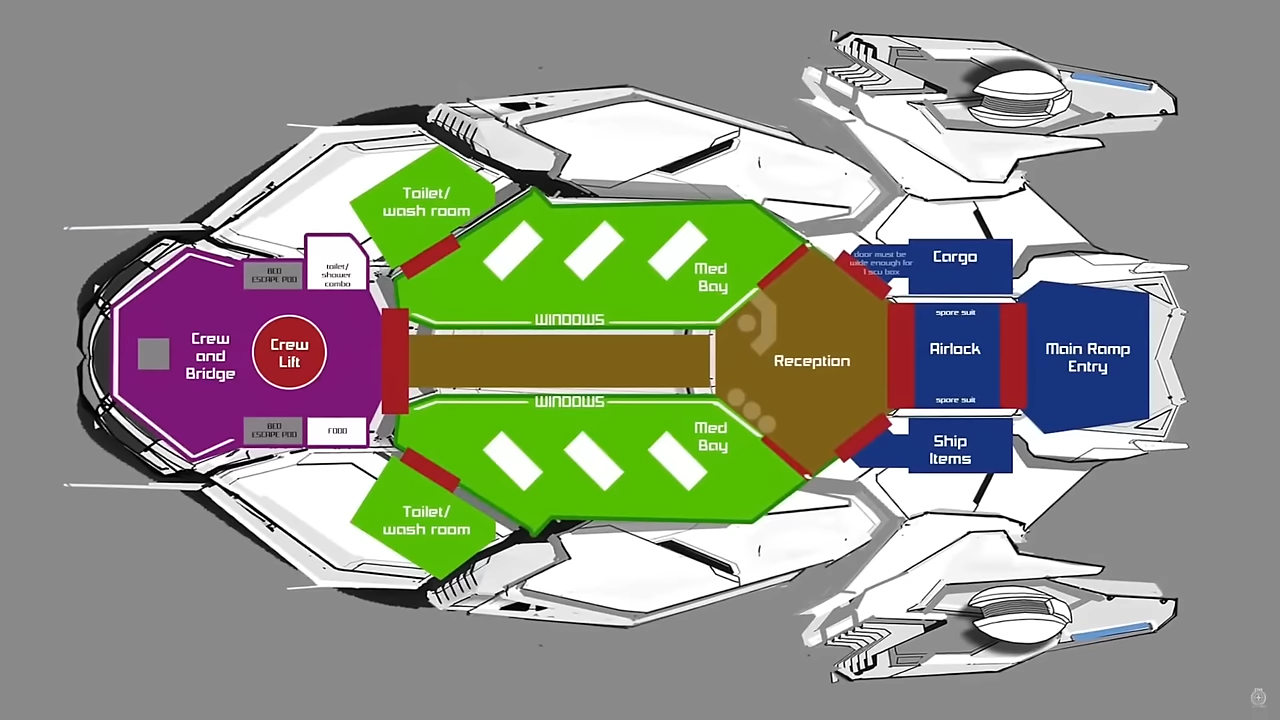 Toilet/
wash room
BED
ESCAPE POD
toilet/
shower
combo
Med
Bay
door must be
wide enough for
1 scu box
Cargo
WINDOWS
spare suit
Crew
and
Bridge
Crew
Lift
Reception
Airlock
Main Ramp
Entry
WINDOWS
spare suit
BED
ESCAPE POD
FOOD
Med
Bay
Ship
Items
Toilet/
wash room